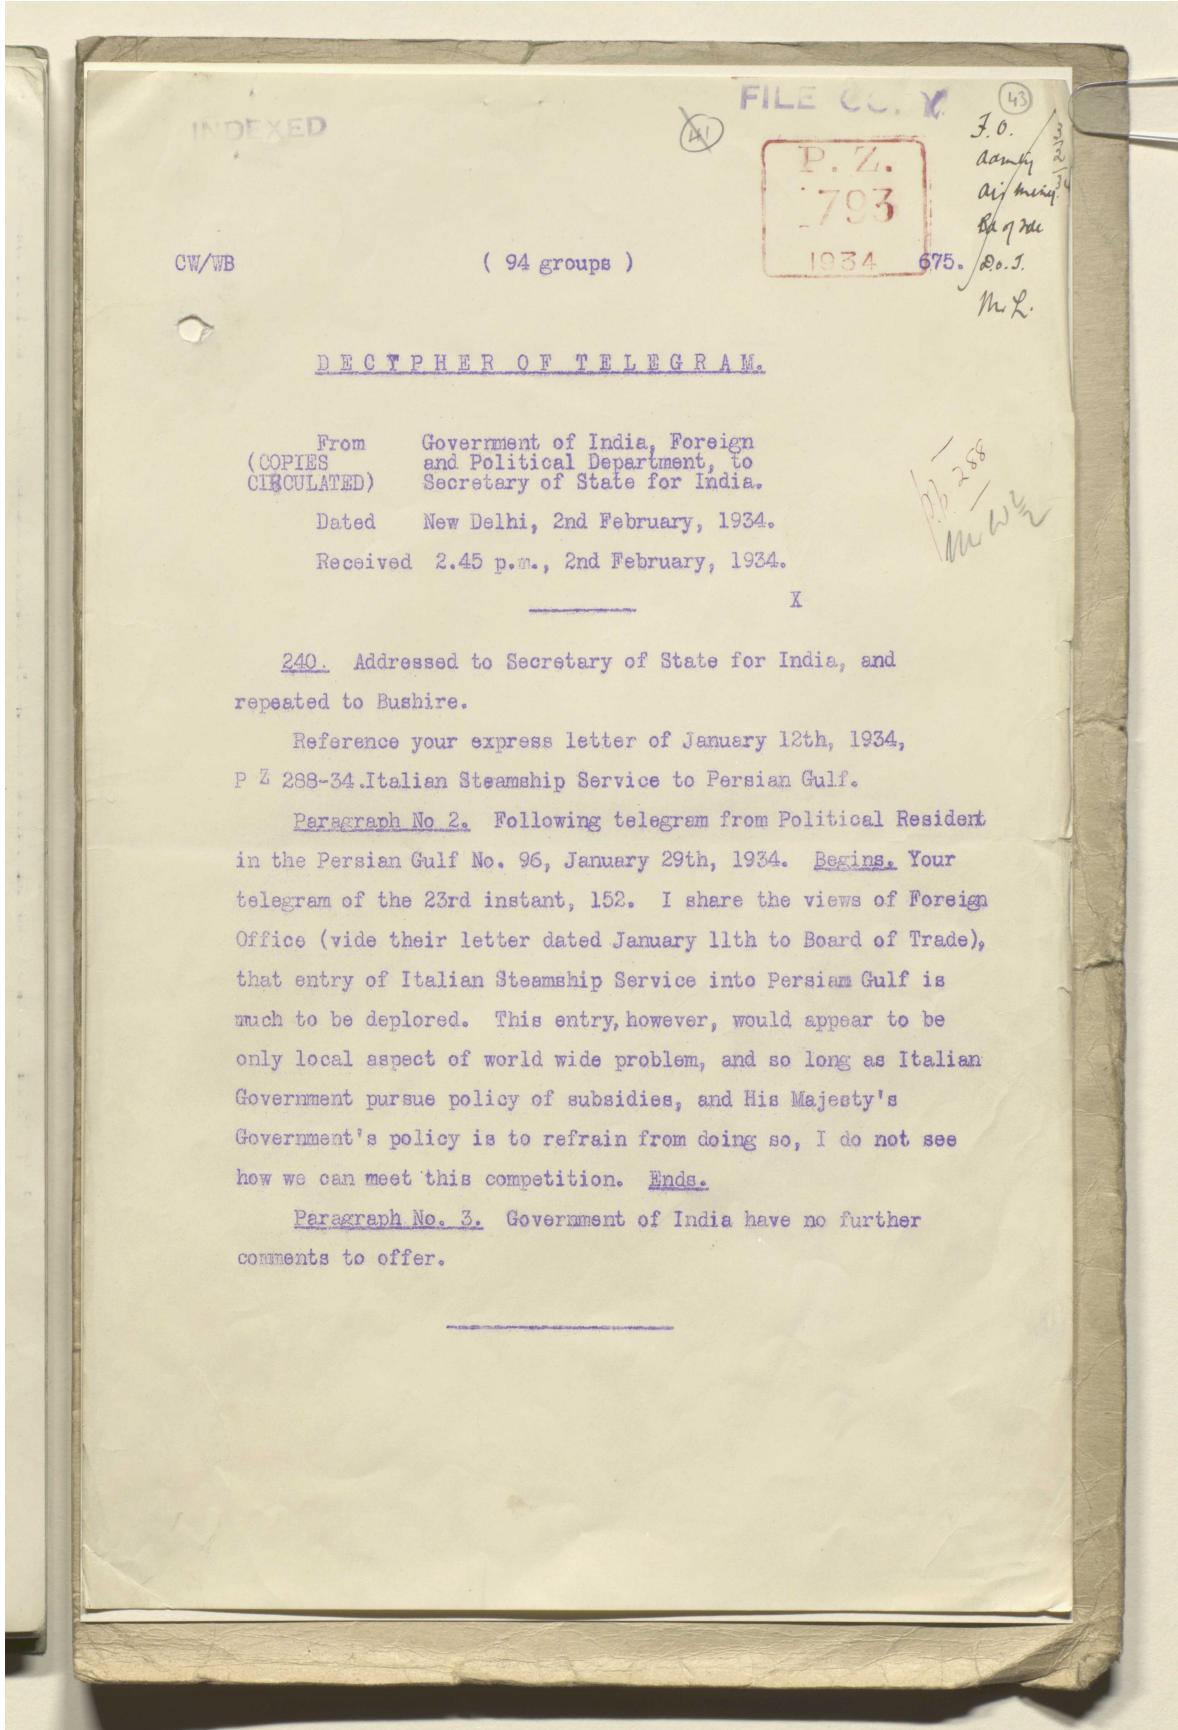 INDEXED
FILE
41
43
P. Z.
793
1934
F.O.
Admty
Air Miny.
Bd of Tde
D.o.T.
CW/WB ( 94 groups ) 675.
DECYPHER OF TELEGRAM.
From Government of India, Foreign
(COPIES and Political Department, to
CIRCULATED) Secretary of State for India.
p.p. 288
Dated New Delhi, 2nd February, 1934.
Received 2.45 p.m., 2nd February, 1934.
X
240. Addressed to Secretary of State for India, and
repeated to Bushire.
Reference your express letter of January 12th, 1934,
P Z 288-34.Italian Steamship Service to Persian Gulf.
Paragraph No 2. Following telegram from Political Resident
in the Persian Gulf No. 96, January 29th, 1934. Begins. Your
telegram of the 23rd instant, 152. I share the views of Foreign
Office (vide their letter dated January 11th to Board of Trade),
that entry of Italian Steamship Service into Persian Gulf is
much to be deplored. This entry, however, would appear to be
only local aspect of world wide problem, and so long as Italian
Government pursue policy of subsidies, and His Majesty's
Government's policy is to refrain from doing so, I do not see
how we can meet this competition. Ends.
Paragraph No. 3. Government of India have no further
comments to offer.